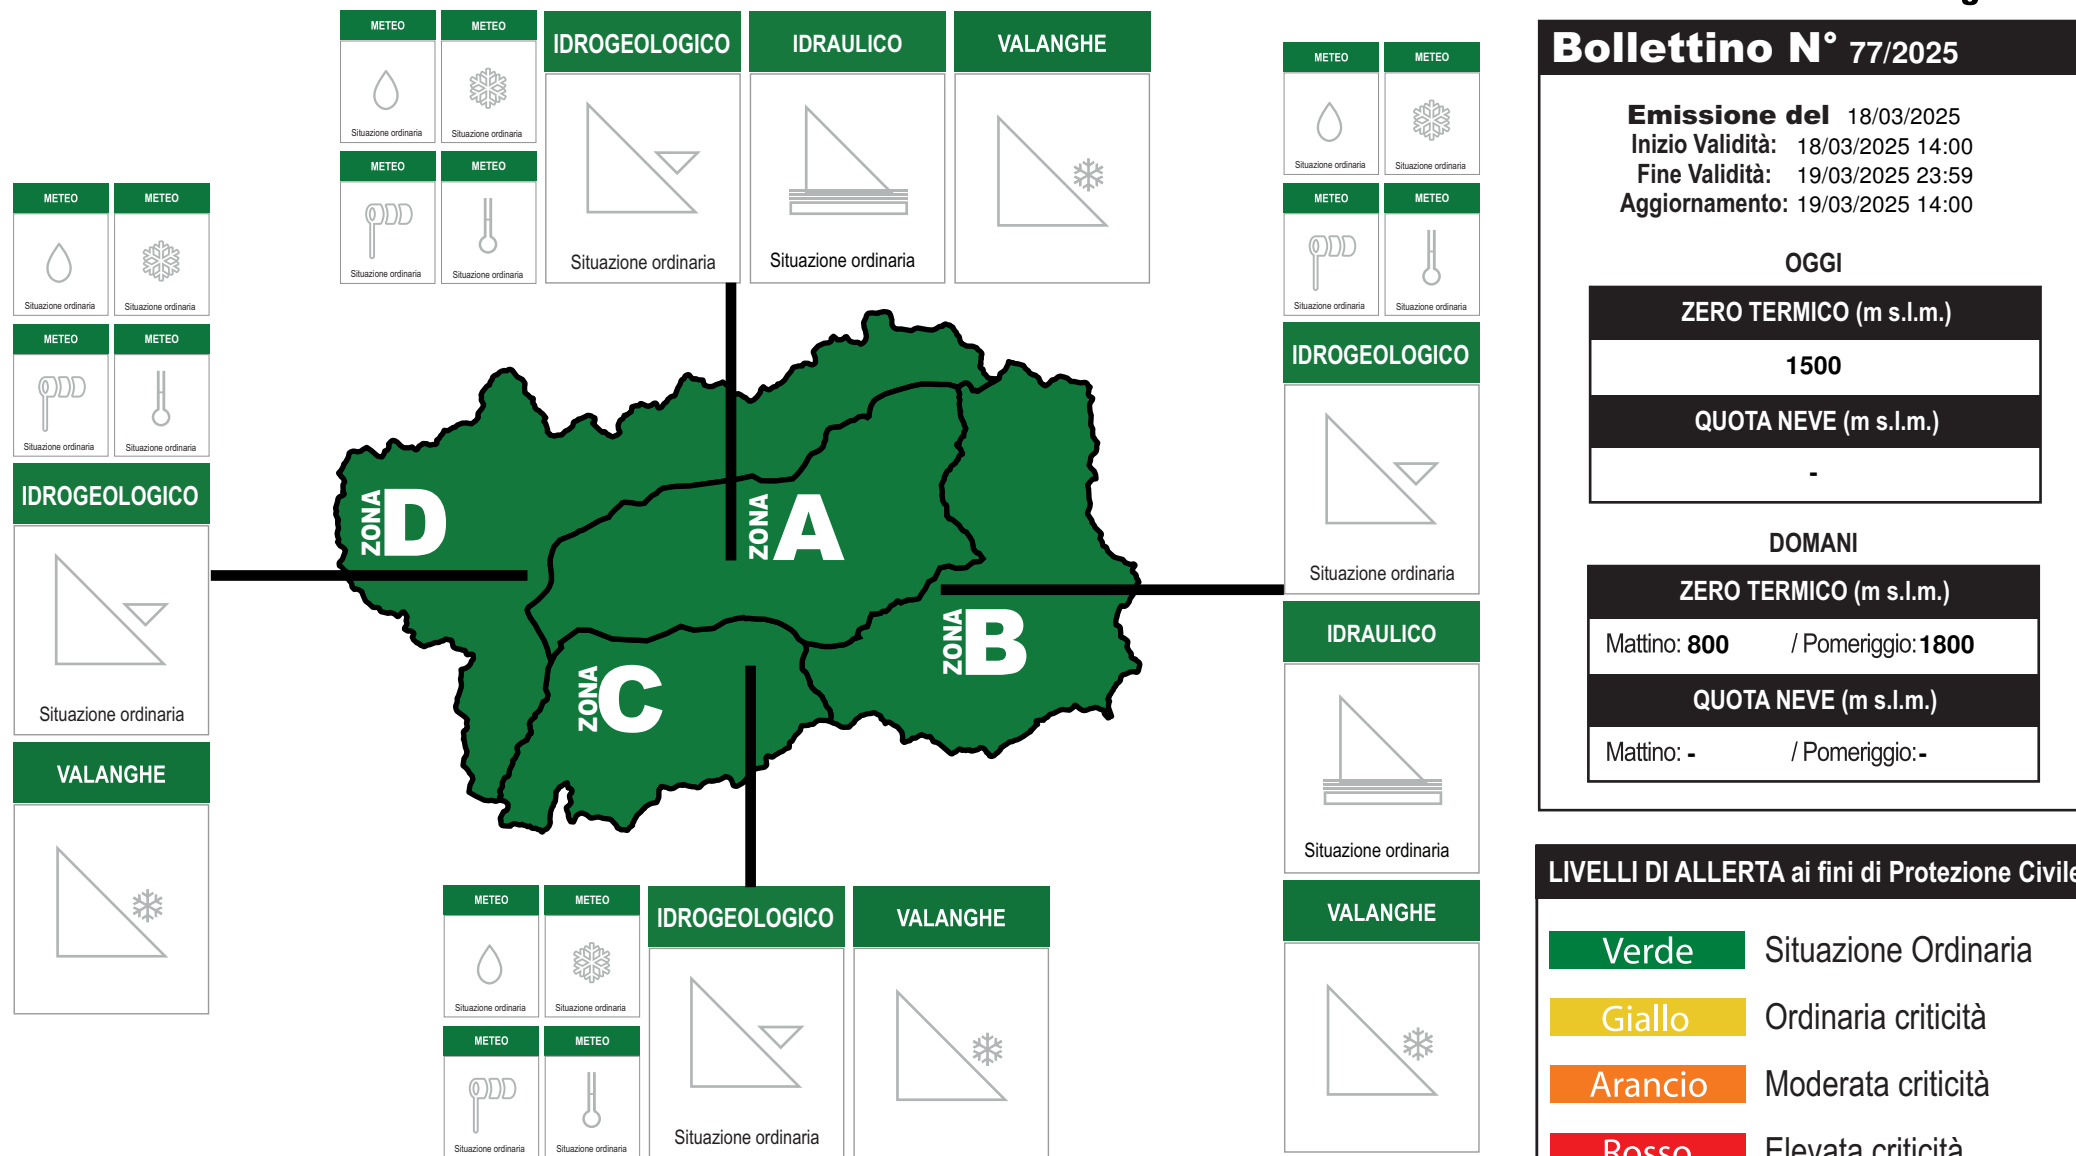 METEO METEO
Situazione ordinaria Situazione ordinaria
METEO METEO
Situazione ordinaria Situazione ordinaria
IDROGEOLOGICO
Situazione ordinaria
IDRAULICO
Situazione ordinaria
VALANGHE
METEO METEO
Situazione ordinaria Situazione ordinaria
METEO METEO
Situazione ordinaria Situazione ordinaria
IDROGEOLOGICO
Situazione ordinaria
VALANGHE
ZONA D
ZONA A
ZONA B
ZONA C
METEO METEO
Situazione ordinaria Situazione ordinaria
METEO METEO
Situazione ordinaria Situazione ordinaria
IDROGEOLOGICO
Situazione ordinaria
VALANGHE
METEO METEO
Situazione ordinaria Situazione ordinaria
METEO METEO
Situazione ordinaria Situazione ordinaria
IDROGEOLOGICO
Situazione ordinaria
IDRAULICO
Situazione ordinaria
VALANGHE
Bollettino N° 77/2025
Emissione del 18/03/2025
Inizio Validità: 18/03/2025 14:00
Fine Validità: 19/03/2025 23:59
Aggiornamento: 19/03/2025 14:00
OGGI
ZERO TERMICO (m s.l.m.)
1500
QUOTA NEVE (m s.l.m.)
-
DOMANI
ZERO TERMICO (m s.l.m.)
Mattino: 800 / Pomeriggio: 1800
QUOTA NEVE (m s.l.m.)
Mattino: - / Pomeriggio: -
LIVELLI DI ALLERTA ai fini di Protezione Civile
Verde Situazione Ordinaria
Giallo Ordinaria criticità
Arancio Moderata criticità
Rosso Elevata criticità